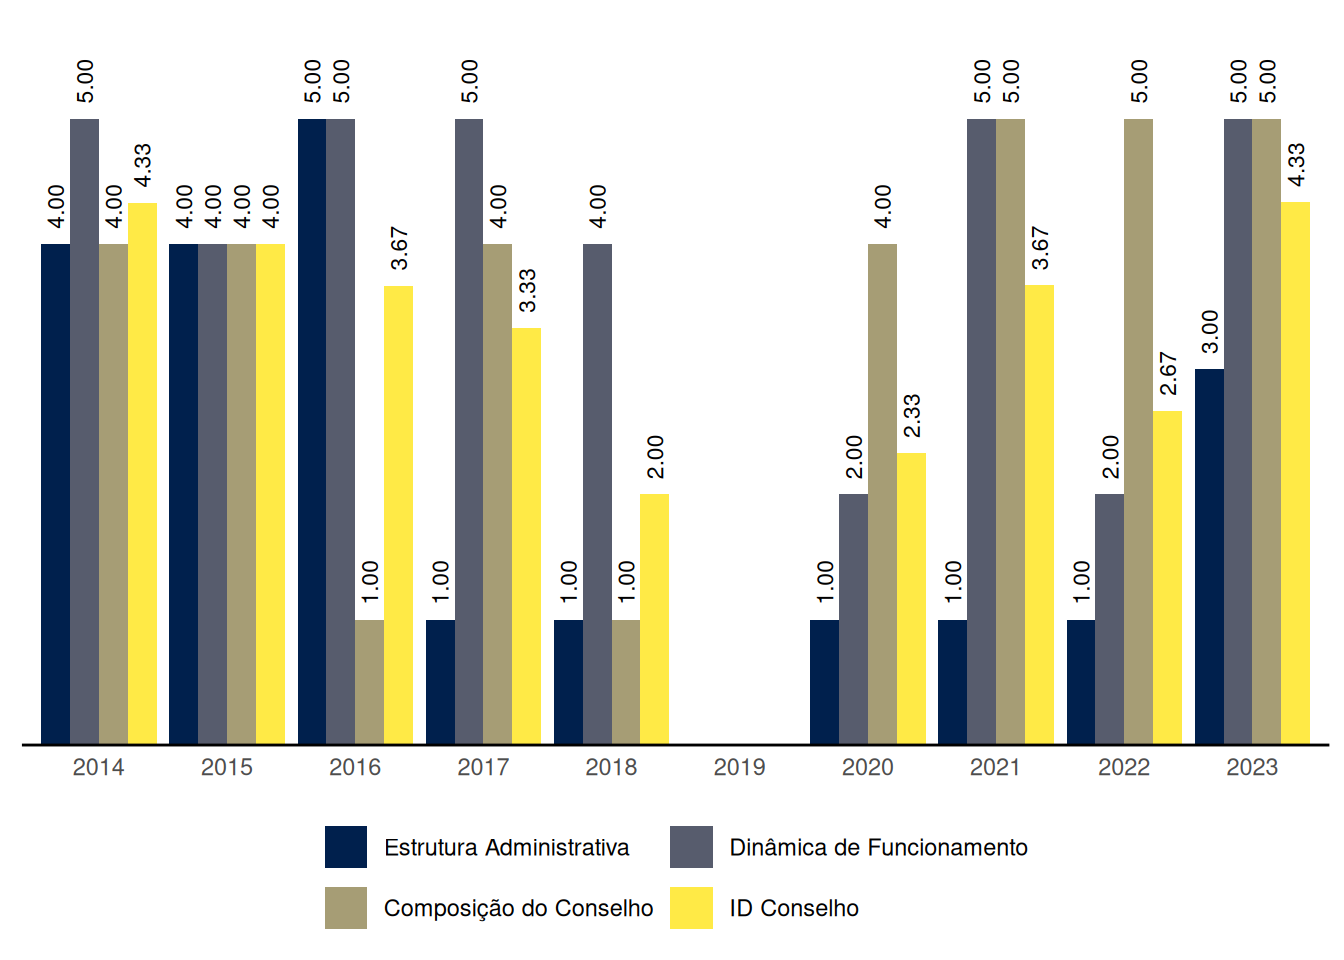 4.00 5.00 4.00 4.33
4.00 4.00 4.00 4.00
5.00 5.00 1.00 3.67
1.00 5.00 4.00 3.33
1.00 4.00 1.00 2.00
1.00 2.00 4.00 2.33
1.00 5.00 5.00 3.67
1.00 2.00 5.00 2.67
3.00 5.00 5.00 4.33
2014 2015 2016 2017 2018 2019 2020 2021 2022 2023
Estrutura Administrativa Dinâmica de Funcionamento
Composição do Conselho ID Conselho